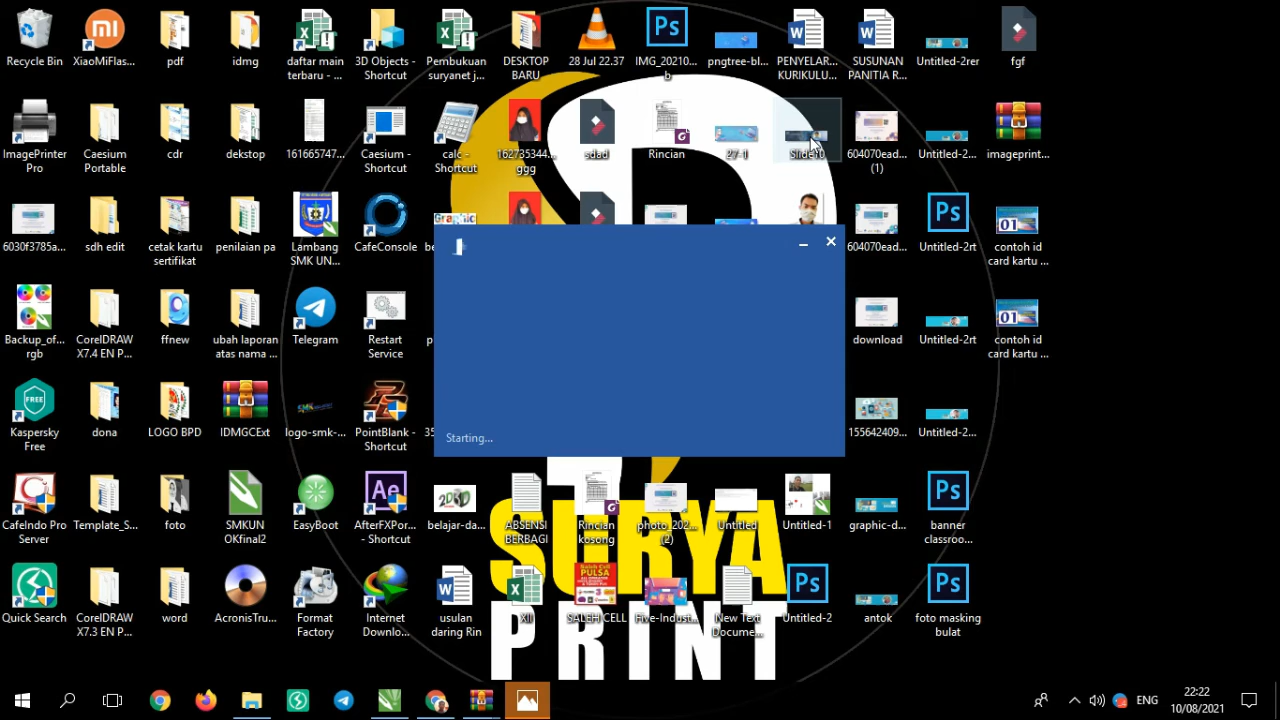 Recycle Bin
XiaoMiFlas...
pdf
idmg
daftar main
terbaru - ...
3D Objects -
Shortcut
Pembukuan
suryanet j...
DESKTOP
BARU
28 Jul 22.37
IMG_20210...
b
pngtree-bl...
PENYELAR...
KURIKULU...
SUSUNAN
PANITIA R...
Untitled-2rer
fgf
ImagePrinter
Pro
Caesium
Portable
cdr
dekstop
161665747...
Caesium -
Shortcut
calc -
Shortcut
162735344...
ggg
sdad
Rincian
27-1
Slide10
604070ead...
(1)
Untitled-2...
imageprint...
6030f3785a...
sdh edit
cetak kartu
sertifikat
penilaian pa
Lambang
SMK UN...
CafeConsole
Graphic
604070ead...
Untitled-2rt
01
contoh id
card kartu ...
Backup_of...
rgb
CorelDRAW
X7.4 EN P...
ffnew
ubah laporan
atas nama ...
Telegram
Restart
Service
download
Untitled-2rt
01
contoh id
card kartu ...
Starting...
FREE
Kaspersky
Free
dona
LOGO BPD
IDMGCExt
logo-smk-...
PointBlank -
Shortcut
155642409...
Untitled-2...
CafeIndo Pro
Server
Template_S...
foto
SMKUN
OKfinal2
EasyBoot
AfterFXPor...
- Shortcut
belajar-da...
ABSENSI
BERBAGI
Rincian
kosong
photo_202...
(2)
Untitled
Untitled-1
graphic-d...
banner
classroo...
SURYA
Quick Search
CorelDRAW
X7.3 EN P...
word
AcronisTru...
Format
Factory
Internet
Downlo...
usulan
daring Rin
XII
SALEH CELL
Five-Indust...
New Text
Docume...
Untitled-2
antok
foto masking
bulat
PRINT
ENG
22:22
10/08/2021